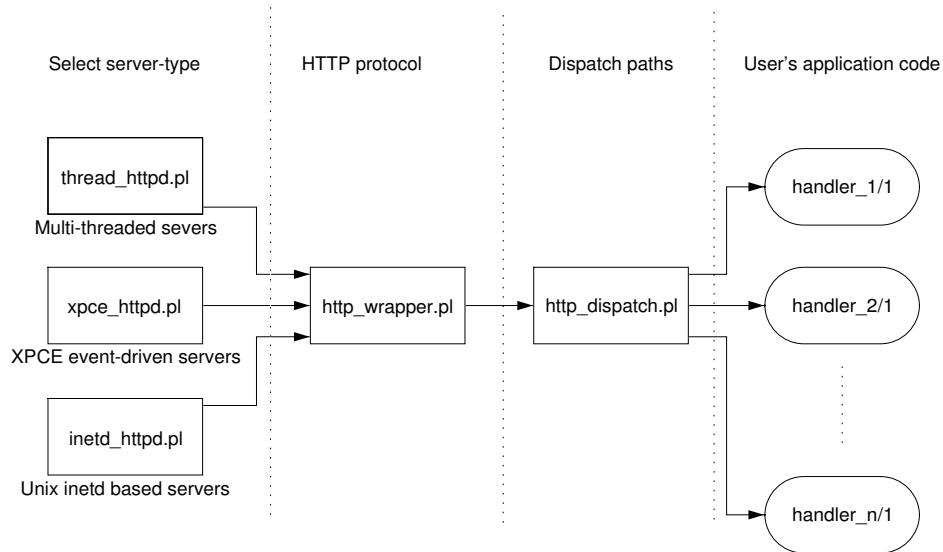 Select server-type
HTTP protocol
Dispatch paths
User's application code
thread_httpd.pl
Multi-threaded severs
xpce_httpd.pl
XPCE event-driven servers
inetd_httpd.pl
Unix inetd based servers
http_wrapper.pl
http_dispatch.pl
handler_1/1
handler_2/1
handler_n/1